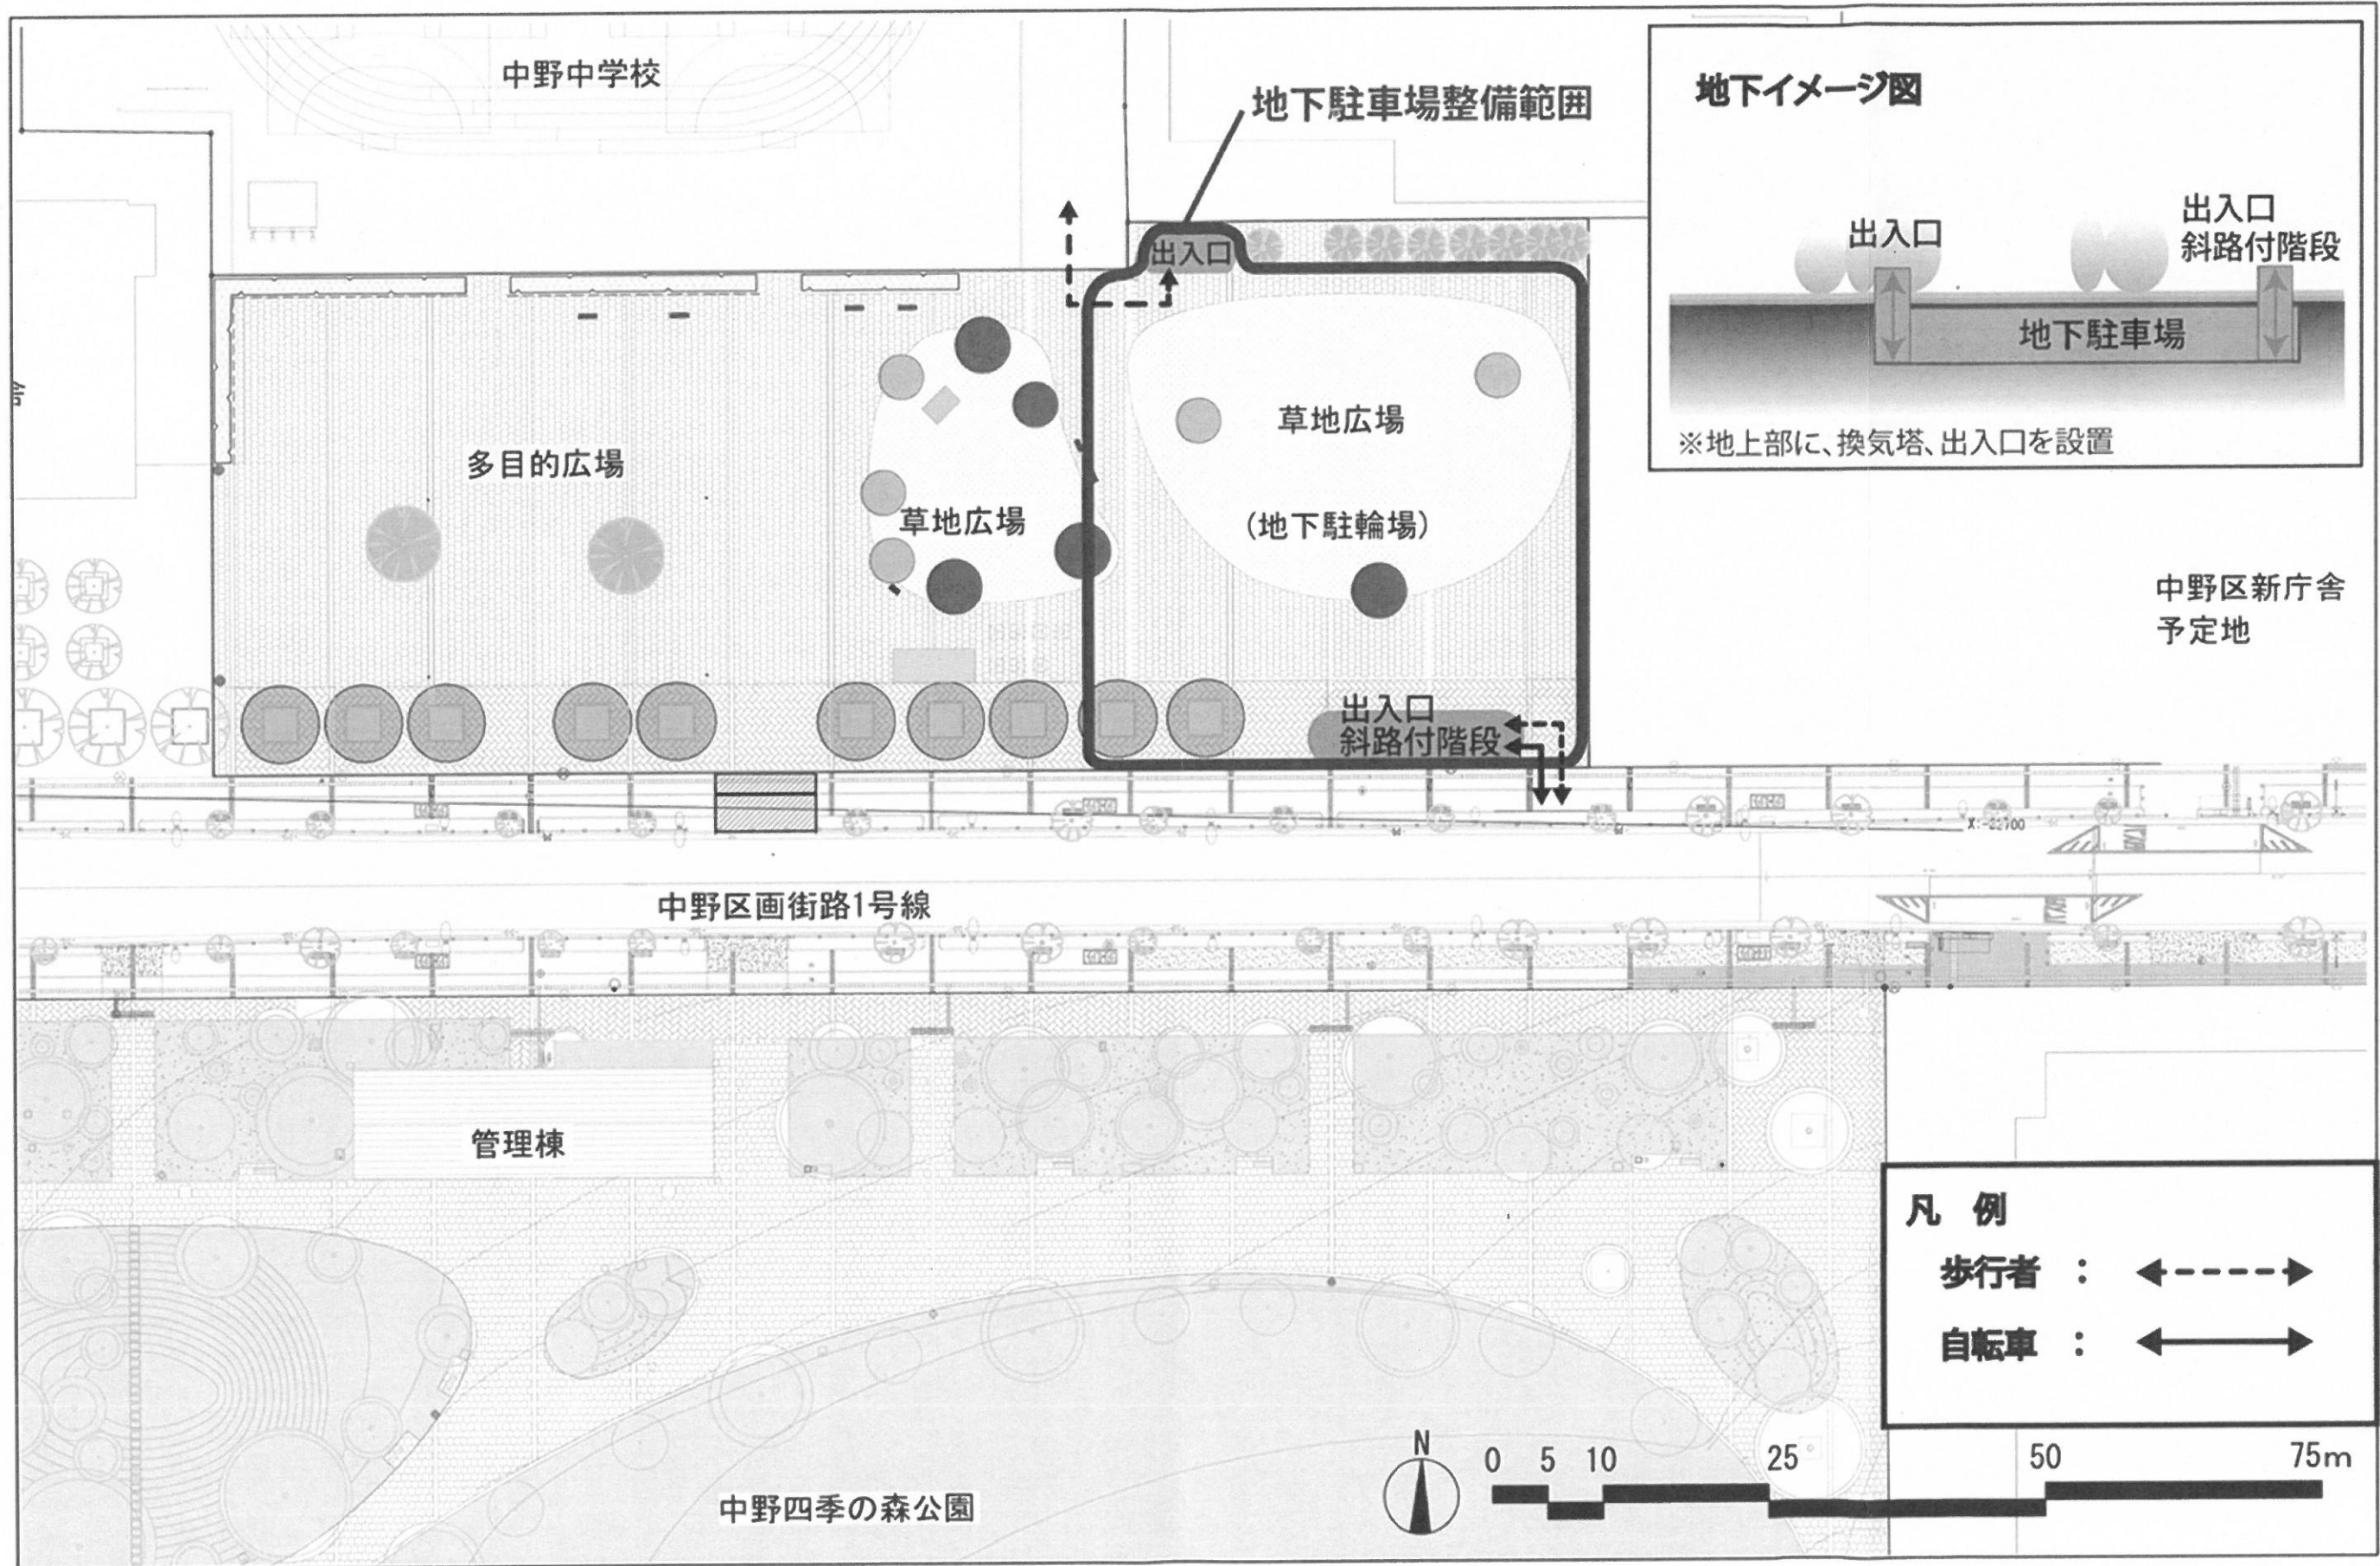 中野中学校
地下駐車場整備範囲
地下イメージ図
出入口
出入口
斜路付階段
地下駐車場
※地上部に、換気塔、出入口を設置
出入口
草地広場
多目的広場
草地広場
(地下駐輪場)
中野区新庁舎
予定地
舎
出入口
斜路付階段
X:-22700
中野区画街路1号線
管理棟
凡 例
歩行者 :
自転車 :
中野四季の森公園
N
0 5 10 25 50 75m